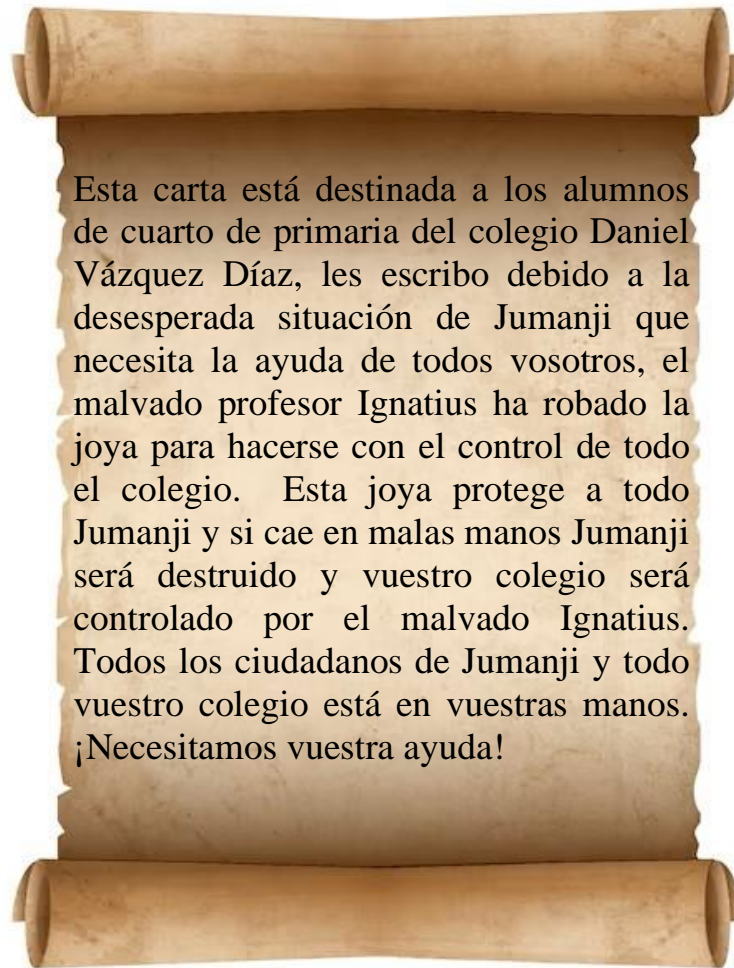 Esta carta está destinada a los alumnos
de cuarto de primaria del colegio Daniel
Vázquez Díaz, les escribo debido a la
desesperada situación de Jumanji que
necesita la ayuda de todos vosotros, el
malvado profesor Ignatius ha robado la
joya para hacerse con el control de todo
el colegio. Esta joya protege a todo
Jumanji y si cae en malas manos Jumanji
será destruido y vuestro colegio será
controlado por el malvado Ignatius.
Todos los ciudadanos de Jumanji y todo
vuestro colegio está en vuestras manos.
¡Necesitamos vuestra ayuda!